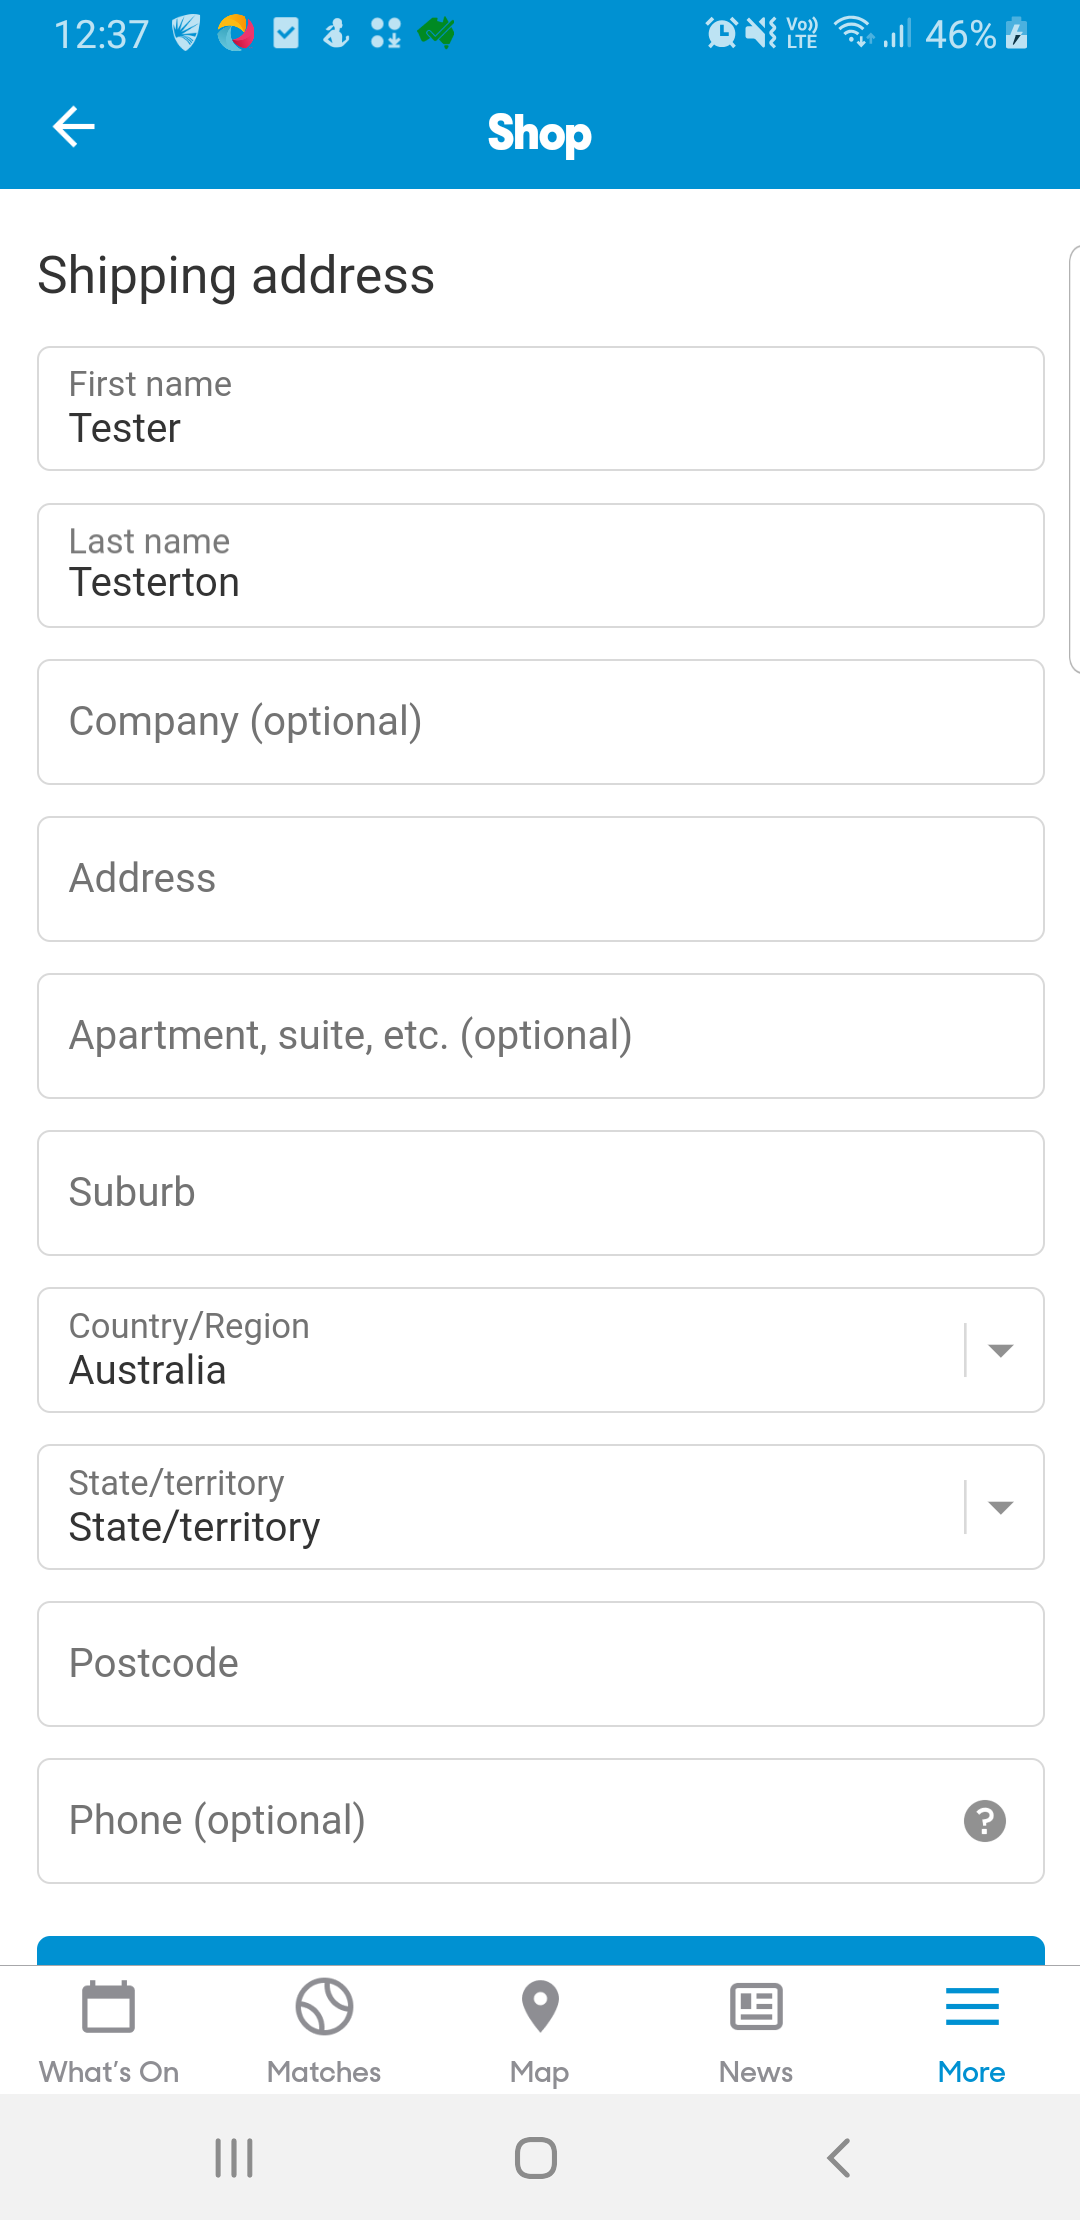 12:37
Vo)) LTE 46%
Shop
Shipping address
First name
Tester
Last name
Testerton
Company (optional)
Address
Apartment, suite, etc. (optional)
Suburb
Country/Region
Australia
State/territory
State/territory
Postcode
Phone (optional)
?
What’s On Matches Map News More